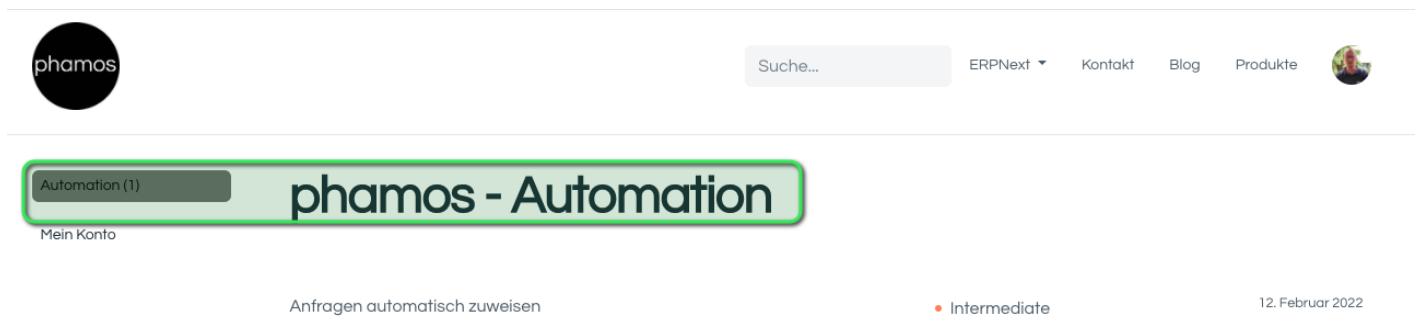 phamos
Suche...
ERPNext
Kontakt
Blog
Produkte
Automation (1)
phamos - Automation
Mein Konto
Anfragen automatisch zuweisen
Intermediate
12. Februar 2022